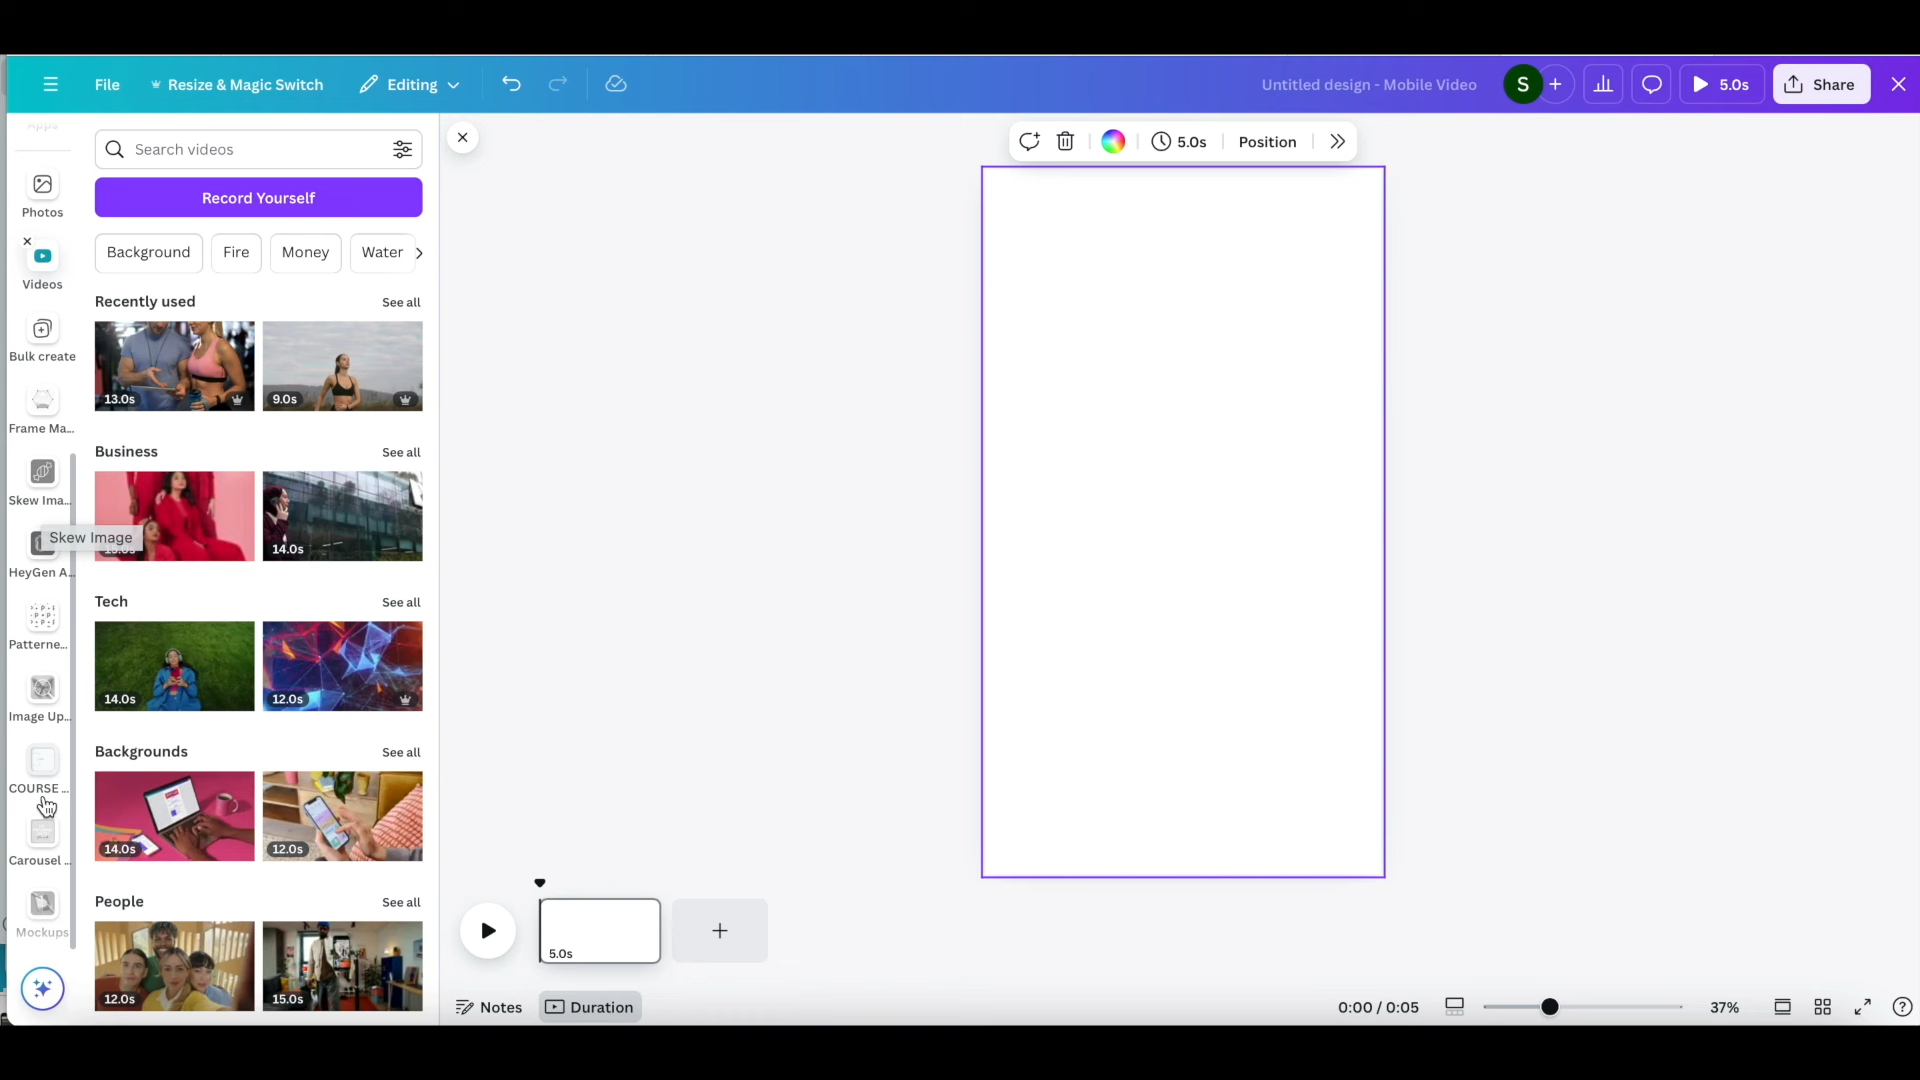 File
Resize & Magic Switch
Editing
Untitled design - Mobile Video
S
5.0s
Share
Apps
Photos
Videos
Bulk create
Frame Ma...
Skew Ima...
Skew Image
HeyGen A...
Patterne...
Image Up...
COURSE ...
Carousel ...
Mockups
Search videos
Record Yourself
Background
Fire
Money
Water
Recently used
See all
13.0s
9.0s
Business
See all
14.0s
Tech
See all
14.0s
12.0s
Backgrounds
See all
14.0s
12.0s
People
See all
12.0s
15.0s
5.0s
Position
5.0s
Notes
Duration
0:00 / 0:05
37%